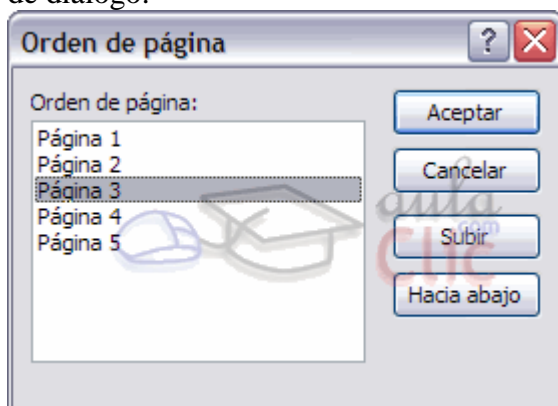 de diálogo.
Orden de página
Orden de página:
Página 1
Página 2
Página 3
Página 4
Página 5
Aceptar
Cancelar
Subir
Hacia abajo
aula
clic
.com